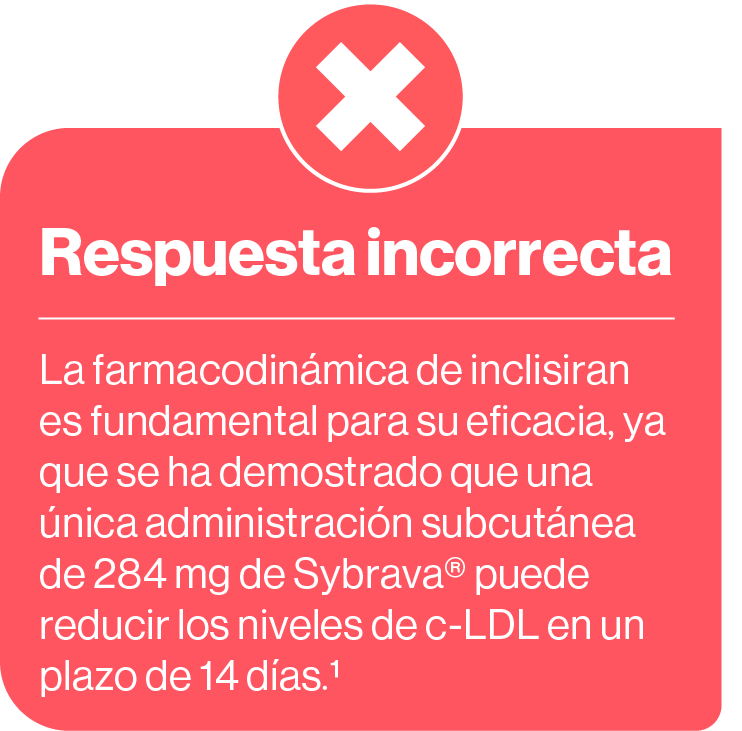 Respuesta incorrecta
La farmacodinámica de inclisiran
es fundamental para su eficacia, ya
que se ha demostrado que una
única administración subcutánea
de 284 mg de Sybrava® puede
reducir los niveles de c-LDL en un
plazo de 14 días.¹